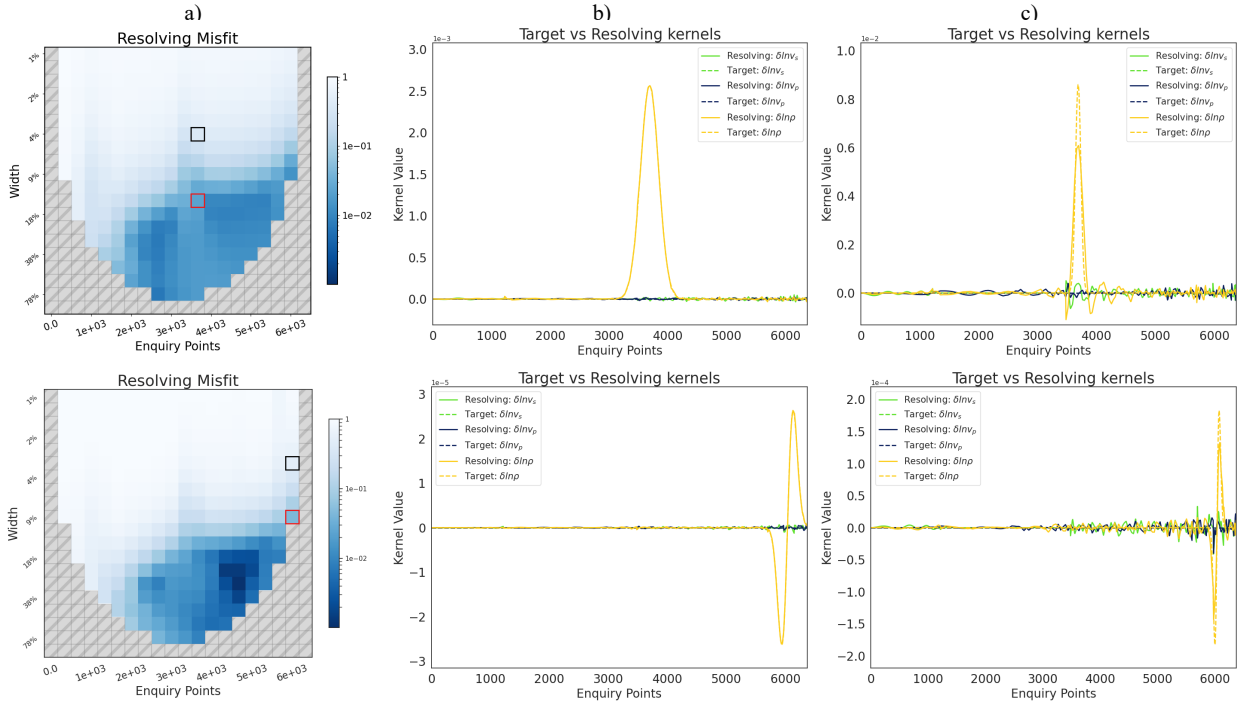 a)
b)
c)
Resolving Misfit
Width
1%
2%
4%
9%
18%
38%
78%
0.0
1e+03
2e+03
3e+03
4e+03
5e+03
6e+03
Enquiry Points
1
1e-01
1e-02
Target vs Resolving kernels
1e-3
Kernel Value
3.0
2.5
2.0
1.5
1.0
0.5
0.0
0
1000
2000
3000
4000
5000
6000
Enquiry Points
Resolving: δlnvs
Target: δlnvs
Resolving: δlnvp
Target: δlnvp
Resolving: δlnρ
Target: δlnρ
Target vs Resolving kernels
1e-2
Kernel Value
1.0
0.8
0.6
0.4
0.2
0.0
0
1000
2000
3000
4000
5000
6000
Enquiry Points
Resolving: δlnvs
Target: δlnvs
Resolving: δlnvp
Target: δlnvp
Resolving: δlnρ
Target: δlnρ
Resolving Misfit
Width
1%
2%
4%
9%
18%
38%
78%
0.0
1e+03
2e+03
3e+03
4e+03
5e+03
6e+03
Enquiry Points
1
1e-01
1e-02
Target vs Resolving kernels
1e-5
Kernel Value
3
2
1
0
−1
−2
−3
0
1000
2000
3000
4000
5000
6000
Enquiry Points
Resolving: δlnvs
Target: δlnvs
Resolving: δlnvp
Target: δlnvp
Resolving: δlnρ
Target: δlnρ
Target vs Resolving kernels
1e-4
Kernel Value
2.0
1.5
1.0
0.5
0.0
−0.5
−1.0
−1.5
−2.0
0
1000
2000
3000
4000
5000
6000
Enquiry Points
Resolving: δlnvs
Target: δlnvs
Resolving: δlnvp
Target: δlnvp
Resolving: δlnρ
Target: δlnρ